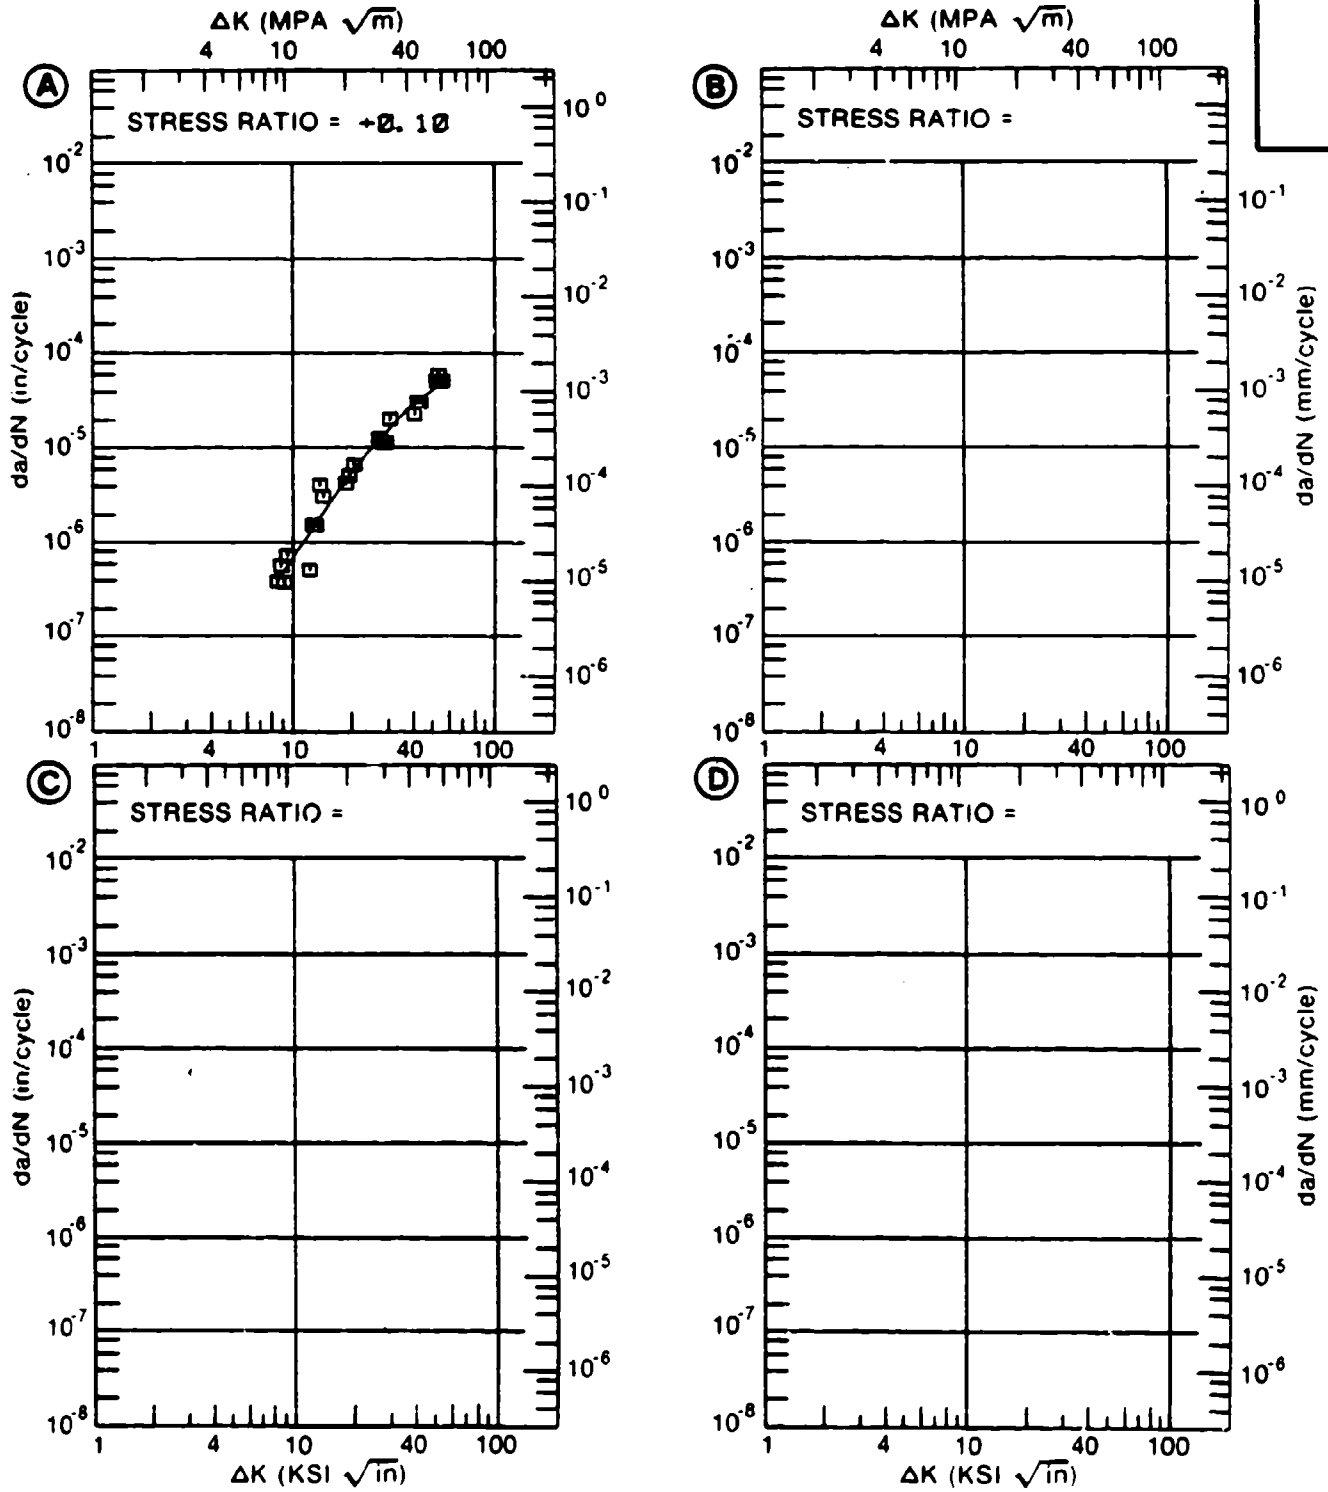 ΔK (MPA √m)
4 10 40 100
A
STRESS RATIO = +0.10
10⁻²
10⁻³
10⁻⁴
10⁻⁵
10⁻⁶
10⁻⁷
10⁻⁸
da/dN (in/cycle)
10⁰
10⁻¹
10⁻²
10⁻³
10⁻⁴
10⁻⁵
10⁻⁶
1 4 10 40 100
ΔK (MPA √m)
4 10 40 100
B
STRESS RATIO =
10⁻²
10⁻³
10⁻⁴
10⁻⁵
10⁻⁶
10⁻⁷
10⁻⁸
10⁻¹
10⁻²
10⁻³
10⁻⁴
10⁻⁵
10⁻⁶
da/dN (mm/cycle)
1 4 10 40 100
C
STRESS RATIO =
10⁻²
10⁻³
10⁻⁴
10⁻⁵
10⁻⁶
10⁻⁷
10⁻⁸
da/dN (in/cycle)
10⁰
10⁻¹
10⁻²
10⁻³
10⁻⁴
10⁻⁵
10⁻⁶
1 4 10 40 100
ΔK (KSI √in)
D
STRESS RATIO =
10⁻²
10⁻³
10⁻⁴
10⁻⁵
10⁻⁶
10⁻⁷
10⁻⁸
10⁰
10⁻¹
10⁻²
10⁻³
10⁻⁴
10⁻⁵
10⁻⁶
da/dN (mm/cycle)
1 4 10 40 100
ΔK (KSI √in)